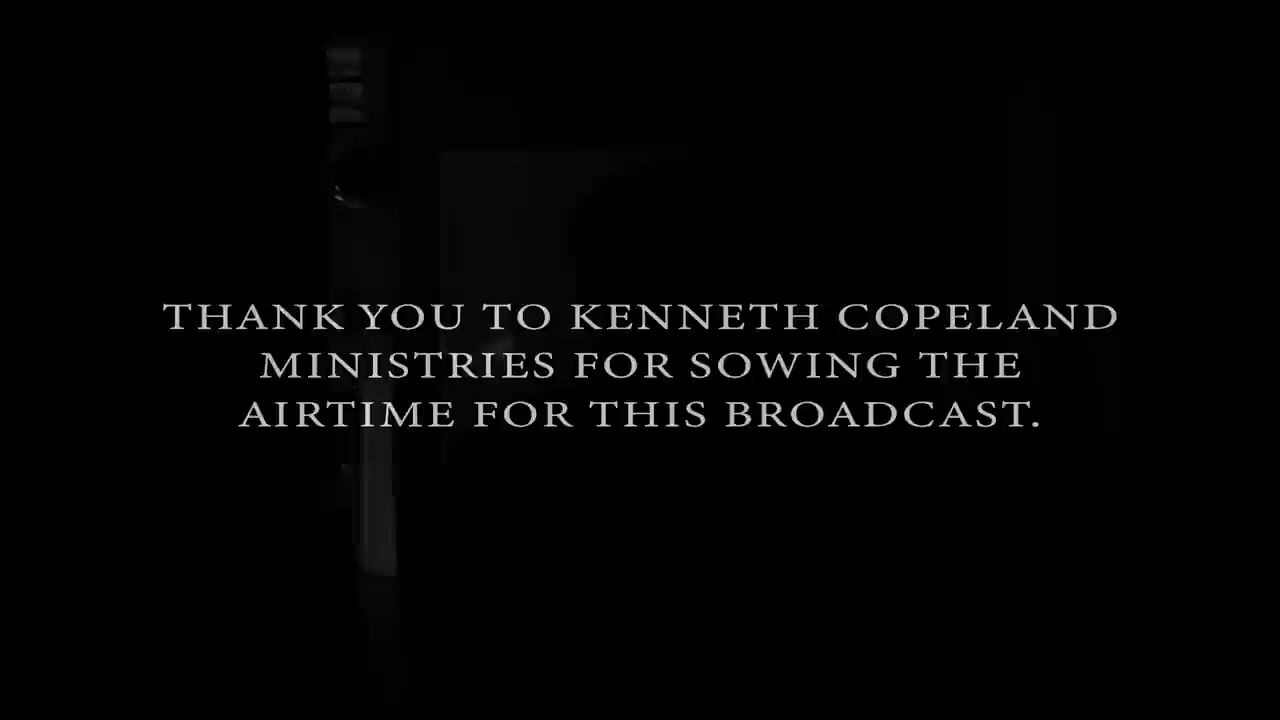 THANK YOU TO KENNETH COPELAND
MINISTRIES FOR SOWING THE
AIRTIME FOR THIS BROADCAST.